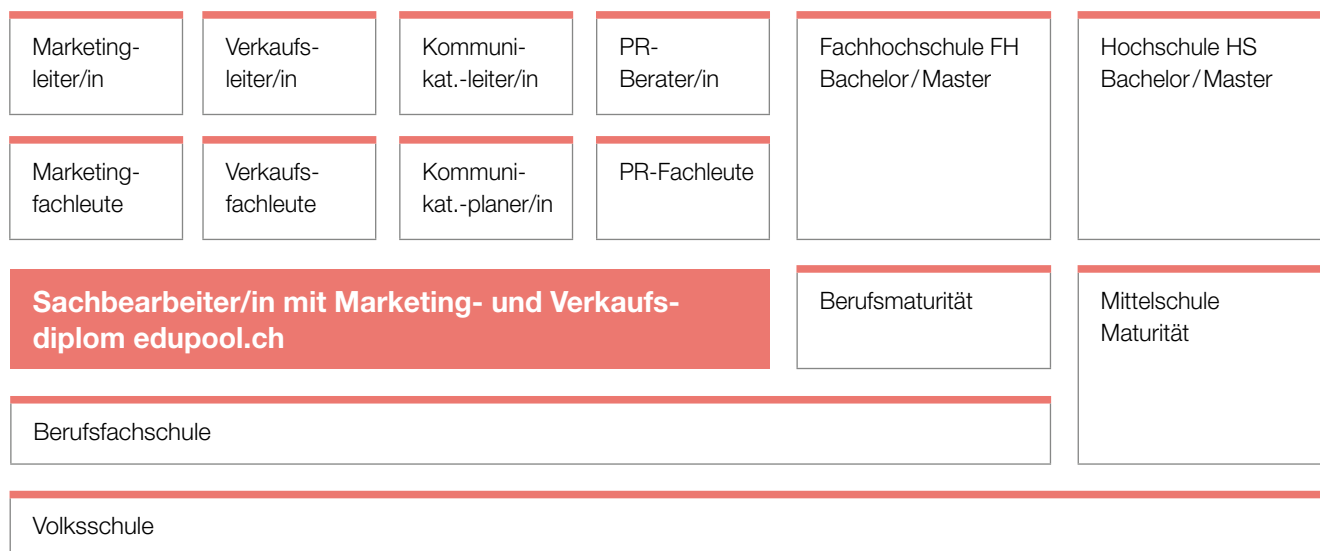 Marketing-
leiter/in
Verkaufs-
leiter/in
Kommuni-
kat.-leiter/in
PR-
Berater/in
Fachhochschule FH
Bachelor/Master
Hochschule HS
Bachelor/Master
Marketing-
fachleute
Verkaufs-
fachleute
Kommuni-
kat.-planer/in
PR-Fachleute
Sachbearbeiter/in mit Marketing- und Verkaufs-
diplom edupool.ch
Berufsmaturität
Mittelschule
Maturität
Berufsfachschule
Volksschule